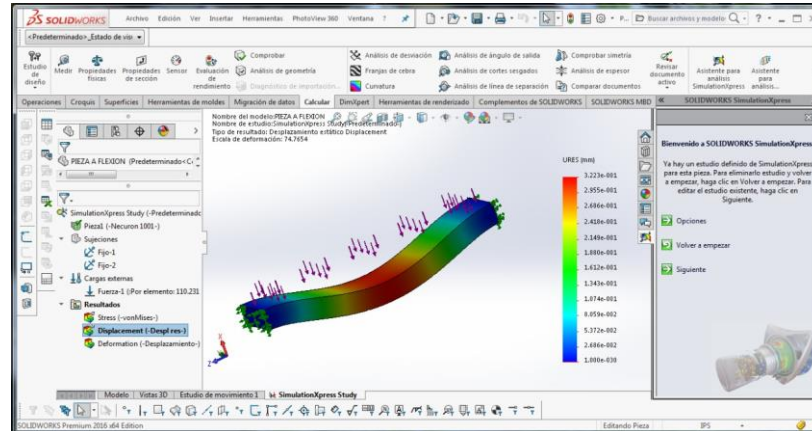 SOLIDWORKS Archivo Edición Ver Insertar Herramientas PhotoView 360 Ventana ? P... Buscar archivos y modelo
<Predeterminado>_Estado de visu
Estudio de diseño
Medir
Propiedades físicas
Propiedades de sección
Sensor
Evaluación de rendimiento
Comprobar
Análisis de geometría
Diagnóstico de importación...
Análisis de desviación
Franjas de cebra
Curvatura
Análisis de ángulo de salida
Análisis de cortes sesgados
Análisis de línea de separación
Comprobar simetría
Análisis de espesor
Comparar documentos
Revisar documento activo
Asistente para análisis SimulationXpress
Asistente para análisis...
Operaciones Croquis Superficies Herramientas de moldes Migración de datos Calcular DimXpert Herramientas de renderizado Complementos de SOLIDWORKS SOLIDWORKS MBD
SOLIDWORKS SimulationXpress
Nombre del modelo:PIEZA A FLEXION
Nombre de estudio:SimulationXpress Study(-Predeterminado-)
Tipo de resultado: Desplazamiento estático Displacement
Escala de deformación: 74.7654
PIEZA A FLEXION (Predeterminado<C
SimulationXpress Study (-Predeterminado
Pieza1 (-Necuron 1001-)
Sujeciones
Fijo-1
Fijo-2
Cargas externas
Fuerza-1 (:Por elemento: 110.231
Resultados
Stress (-vonMises-)
Displacement (-Despl res-)
Deformation (-Desplazamiento-)
URES (mm)
3.223e-001
2.955e-001
2.686e-001
2.418e-001
2.149e-001
1.880e-001
1.612e-001
1.343e-001
1.074e-001
8.059e-002
5.372e-002
2.686e-002
1.000e-030
Bienvenido a SOLIDWORKS SimulationXpress
Ya hay un estudio definido de SimulationXpress
para esta pieza. Para eliminarlo estudio y volver
a empezar, haga clic en Volver a empezar. Para
editar el estudio existente, haga clic en
Siguiente.
Opciones
Volver a empezar
Siguiente
X
Z
Modelo Vistas 3D Estudio de movimiento 1 SimulationXpress Study
SOLIDWORKS Premium 2016 x64 Edition
Editando Pieza IPS